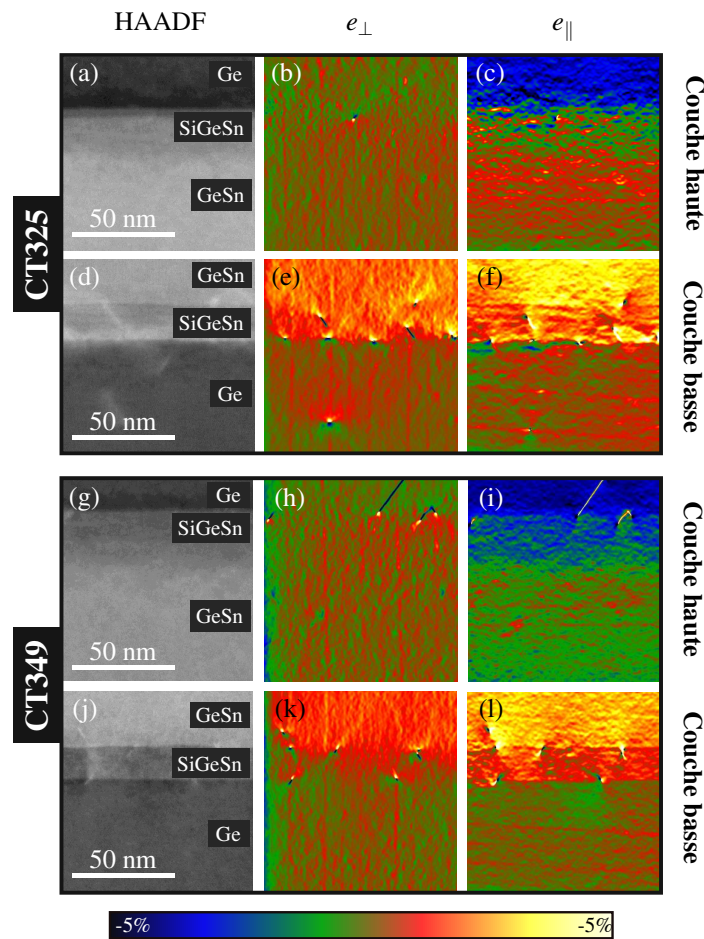 HAADF e⊥ e∥
(a) Ge (b) (c)
SiGeSn
GeSn
50 nm
Couche haute
CT325
(d) GeSn (e) (f)
SiGeSn
Ge
50 nm
Couche basse
(g) Ge (h) (i)
SiGeSn
GeSn
50 nm
Couche haute
CT349
(j) GeSn (k) (l)
SiGeSn
Ge
50 nm
Couche basse
-5% -5%